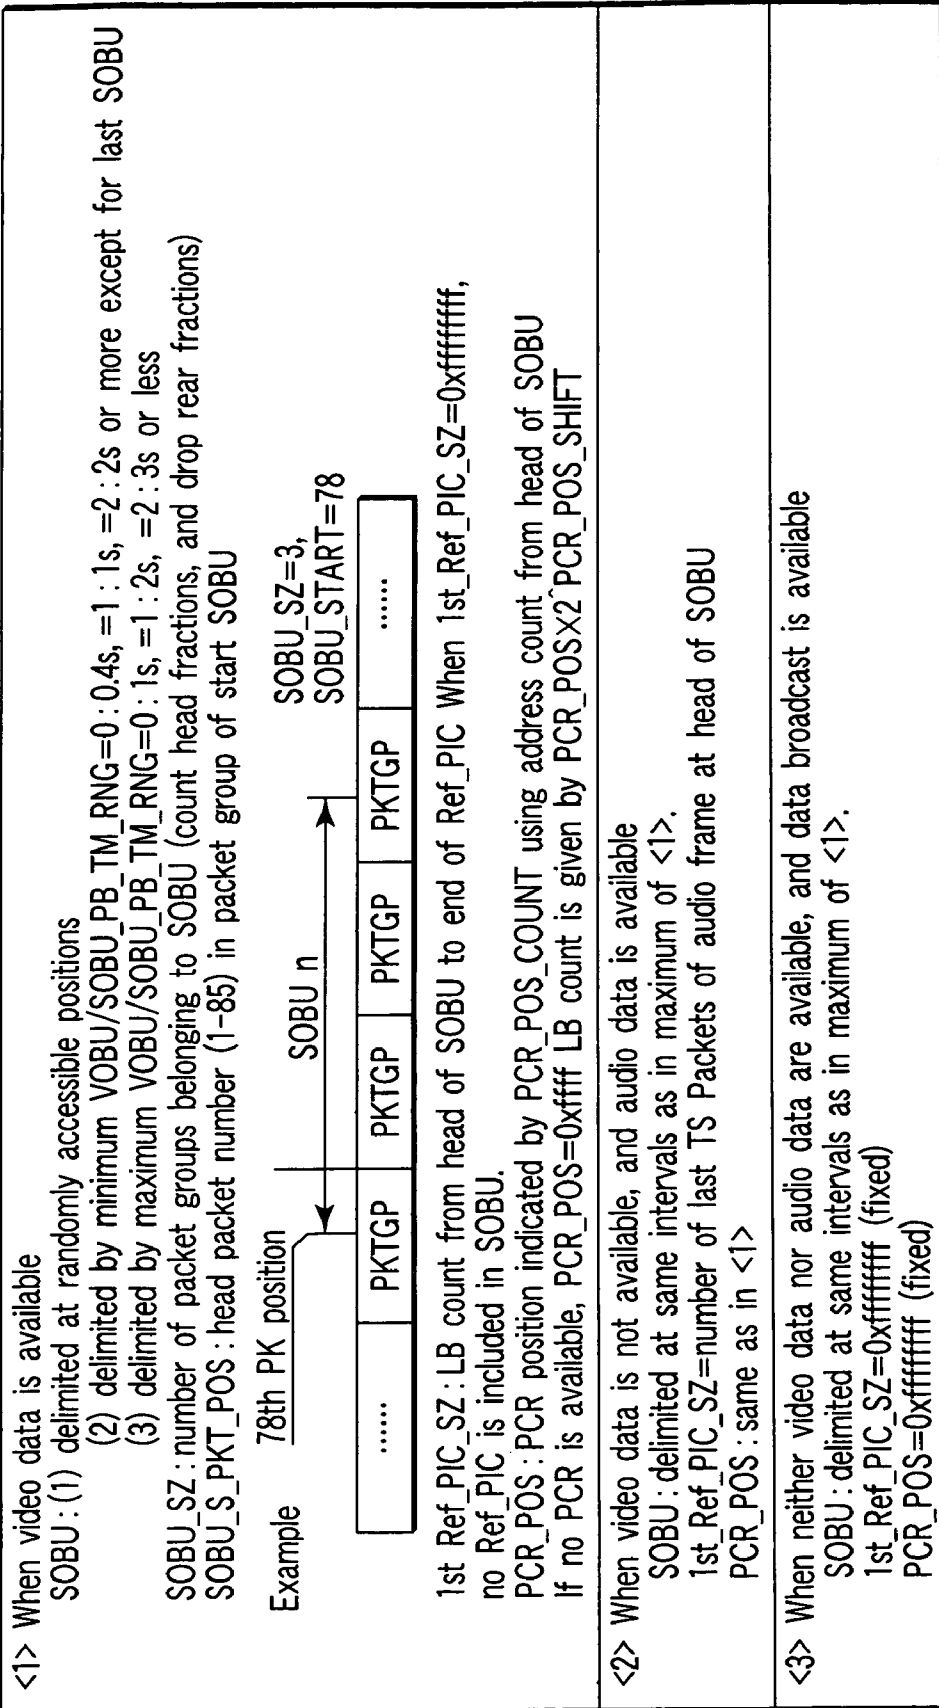 <1> When video data is available
SOBU : (1) delimited at randomly accessible positions
(2) delimited by minimum VOBU/SOBU_PB_TM_RNG=0 : 0.4s, =1 : 1s, =2 : 2s or more except for last SOBU
(3) delimited by maximum VOBU/SOBU_PB_TM_RNG=0 : 1s, =1 : 2s, =2 : 3s or less
SOBU_SZ : number of packet groups belonging to SOBU (count head fractions, and drop rear fractions)
SOBU_S_PKT_POS : head packet number (1-85) in packet group of start SOBU
Example
78th PK position
SOBU n
SOBU_SZ=3,
SOBU_START=78
...... PKTGP PKTGP PKTGP PKTGP ......
1st Ref_PIC_SZ : LB count from head of SOBU to end of Ref_PIC When 1st_Ref_PIC_SZ=0xffffffff,
no Ref_PIC is included in SOBU.
PCR_POS : PCR position indicated by PCR_POS_COUNT using address count from head of SOBU
If no PCR is available, PCR_POS=0xffff LB count is given by PCR_POS×2^PCR_POS_SHIFT
<2> When video data is not available, and audio data is available
SOBU : delimited at same intervals as in maximum of <1>.
1st_Ref_PIC_SZ=number of last TS Packets of audio frame at head of SOBU
PCR_POS : same as in <1>
<3> When neither video data nor audio data are available, and data broadcast is available
SOBU : delimited at same intervals as in maximum of <1>.
1st_Ref_PIC_SZ=0xffffffff (fixed)
PCR_POS=0xffffffff (fixed)